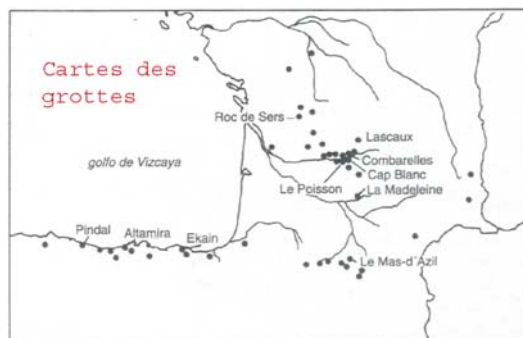 Cartes des
grottes
Roc de Sers
Lascaux
golfo de Vizcaya
Combarelles
Cap Blanc
Le Poisson
La Madeleine
Pindal
Altamira
Ekain
Le Mas-d´Azil